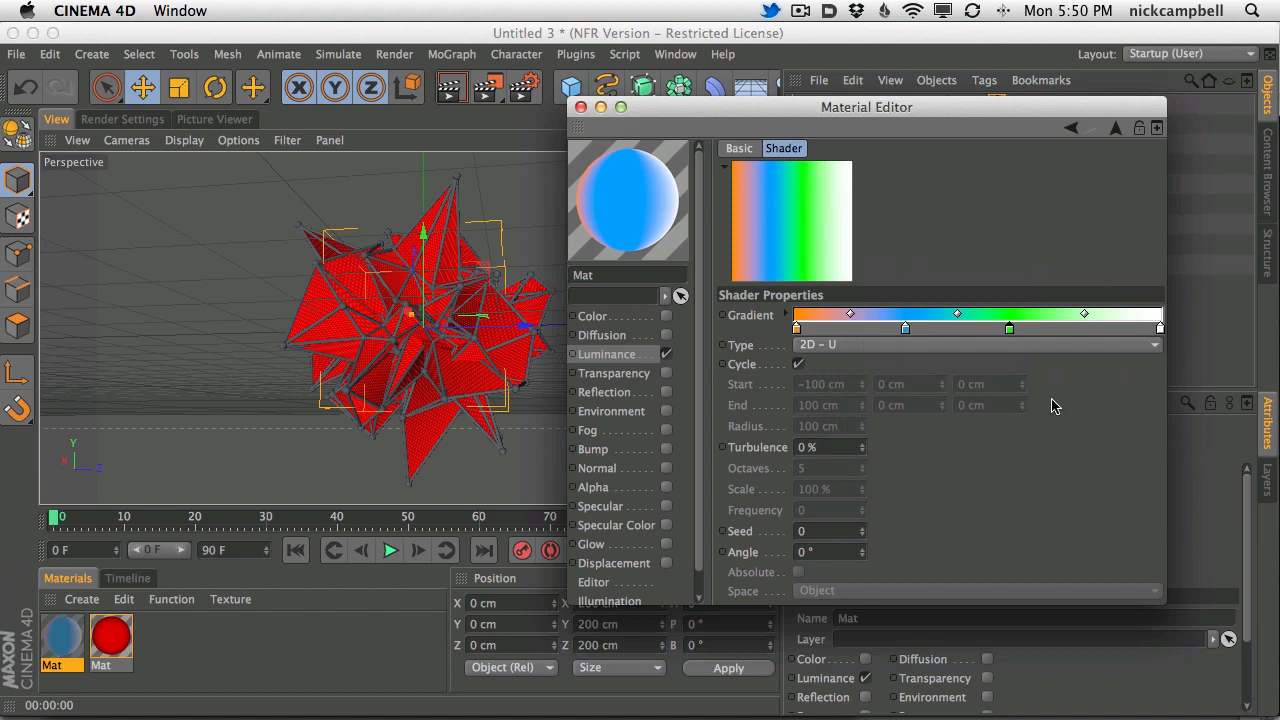 CINEMA 4D Window Mon 5:50 PM nickcampbell
Untitled 3 * (NFR Version - Restricted License)
File Edit Create Select Tools Mesh Animate Simulate Render MoGraph Character Plugins Script Window Help Layout: Startup (User)
File Edit View Objects Tags Bookmarks
View Render Settings Picture Viewer
View Cameras Display Options Filter Panel
Perspective
Y
X Z
0 10 20 30 40 50 60 70
0 F 0 F 90 F
Materials Timeline
Create Edit Function Texture
Mat Mat
MAXON
CINEMA 4D
00:00:00
Position
X 0 cm
Y 0 cm 200 cm P 0 °
Z 0 cm 200 cm B 0 °
Object (Rel) Size Apply
Material Editor
Basic Shader
Mat
Color
Diffusion
Luminance
Transparency
Reflection
Environment
Fog
Bump
Normal
Alpha
Specular
Specular Color
Glow
Displacement
Editor
Illumination
Shader Properties
Gradient
Type 2D - U
Cycle
Start -100 cm 0 cm 0 cm
End 100 cm 0 cm 0 cm
Radius 100 cm
Turbulence 0 %
Octaves 5
Scale 100 %
Frequency 0
Seed 0
Angle 0 °
Absolute
Space Object
Name Mat
Layer
Color Diffusion
Luminance Transparency
Reflection Environment
Objects
Content Browser
Structure
Attributes
Layers